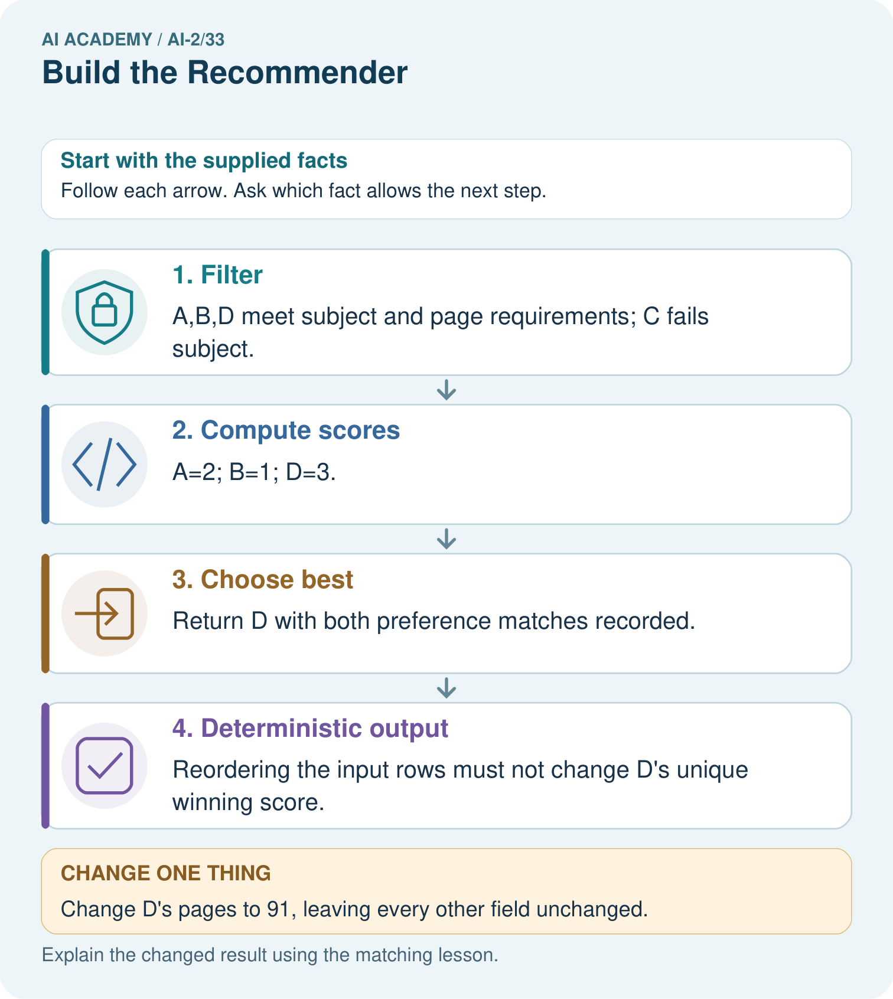 AI ACADEMY / AI-2/33
Build the Recommender
Start with the supplied facts
Follow each arrow. Ask which fact allows the next step.
1. Filter
A,B,D meet subject and page requirements; C fails
subject.
2. Compute scores
A=2; B=1; D=3.
3. Choose best
Return D with both preference matches recorded.
4. Deterministic output
Reordering the input rows must not change D's unique
winning score.
CHANGE ONE THING
Change D's pages to 91, leaving every other field unchanged.
Explain the changed result using the matching lesson.